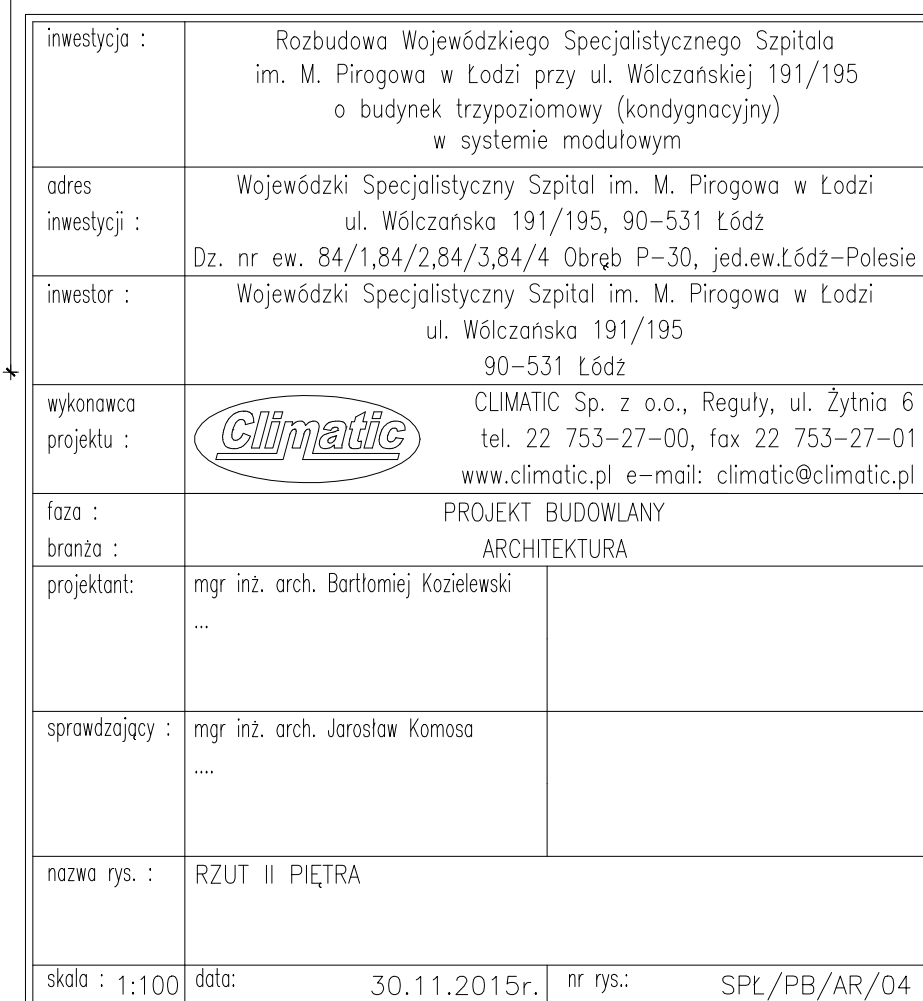 inwestycja : Rozbudowa Wojewódzkiego Specjalistycznego Szpitala
im. M. Pirogowa w Łodzi przy ul. Wólczańskiej 191/195
o budynek trzypoziomowy (kondygnacyjny)
w systemie modułowym
adres Wojewódzki Specjalistyczny Szpital im. M. Pirogowa w Łodzi
inwestycji : ul. Wólczańska 191/195, 90-531 Łódź
Dz. nr ew. 84/1,84/2,84/3,84/4 Obręb P-30, jed.ew.Łódź-Polesie
inwestor : Wojewódzki Specjalistyczny Szpital im. M. Pirogowa w Łodzi
ul. Wólczańska 191/195
90-531 Łódź
wykonawca CLIMATIC Sp. z o.o., Reguły, ul. Żytnia 6
projektu : Climatic tel. 22 753-27-00, fax 22 753-27-01
www.climatic.pl e-mail: climatic@climatic.pl
faza : PROJEKT BUDOWLANY
branża : ARCHITEKTURA
projektant: mgr inż. arch. Bartłomiej Kozielewski
...
sprawdzający : mgr inż. arch. Jarosław Komosa
....
nazwa rys. : RZUT II PIĘTRA
skala : 1:100 data: 30.11.2015r. nr rys.: SPŁ/PB/AR/04